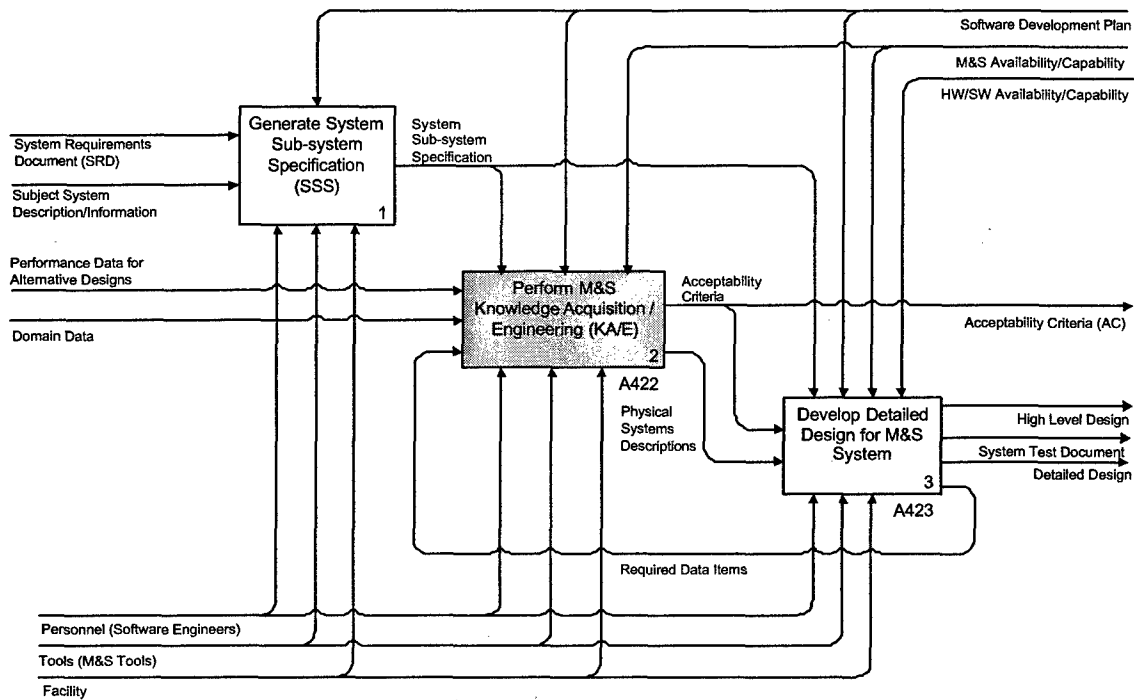 Software Development Plan
M&S Availability/Capability
HW/SW Availability/Capability
System Requirements
Document (SRD)
Subject System
Description/Information
Generate System
Sub-system
Specification
(SSS)
1
System
Sub-system
Specification
Performance Data for
Alternative Designs
Domain Data
Perform M&S
Knowledge Acquisition /
Engineering (KA/E)
2
A422
Acceptability
Criteria
Acceptability Criteria (AC)
Physical
Systems
Descriptions
Develop Detailed
Design for M&S
System
3
A423
High Level Design
System Test Document
Detailed Design
Required Data Items
Personnel (Software Engineers)
Tools (M&S Tools)
Facility